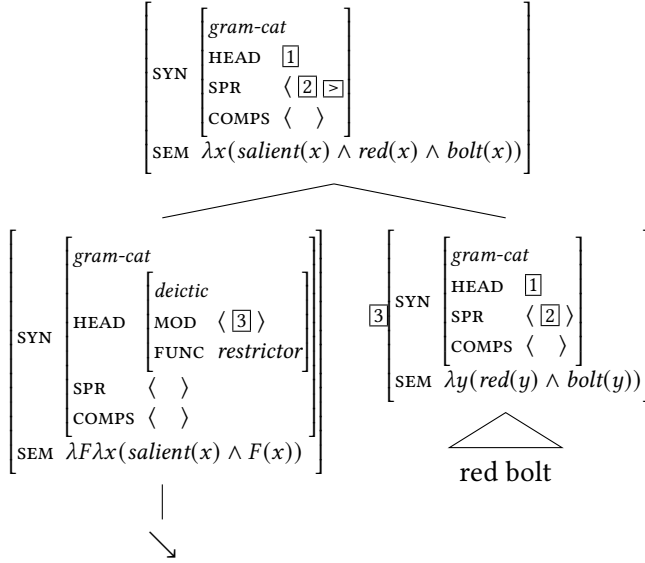 gram-cat
HEAD 1
SYN
SPR ⟨ 2 >
COMPS ⟨ ⟩
SEM λx(salient(x) ∧ red(x) ∧ bolt(x))
gram-cat
deictic
HEAD MOD ⟨ 3 ⟩
FUNC restrictor
SYN
SPR ⟨ ⟩
COMPS ⟨ ⟩
SEM λFλx(salient(x) ∧ F(x))
↘
gram-cat
HEAD 1
3 SYN
SPR ⟨ 2 ⟩
COMPS ⟨ ⟩
SEM λy(red(y) ∧ bolt(y))
red bolt